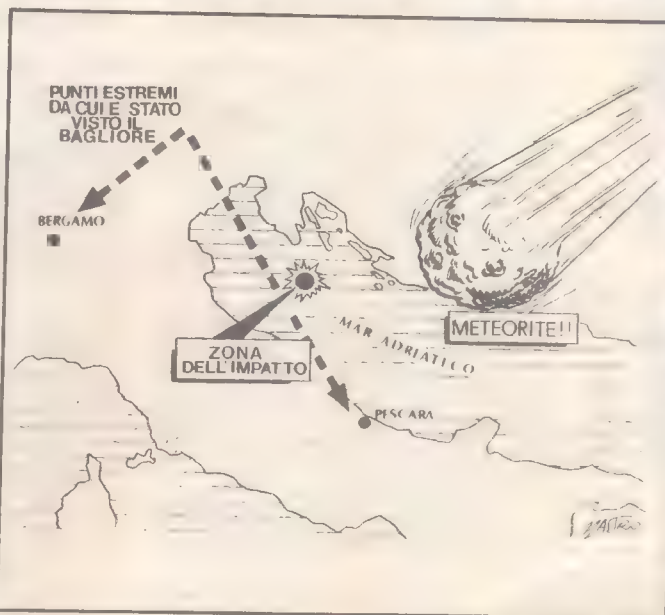 PUNTI ESTREMI
DA CUI E STATO
VISTO IL
BAGLIORE
BERGAMO
ZONA
DELL'IMPATTO
MAR ADRIATICO
METEORITE!!
PESCARA